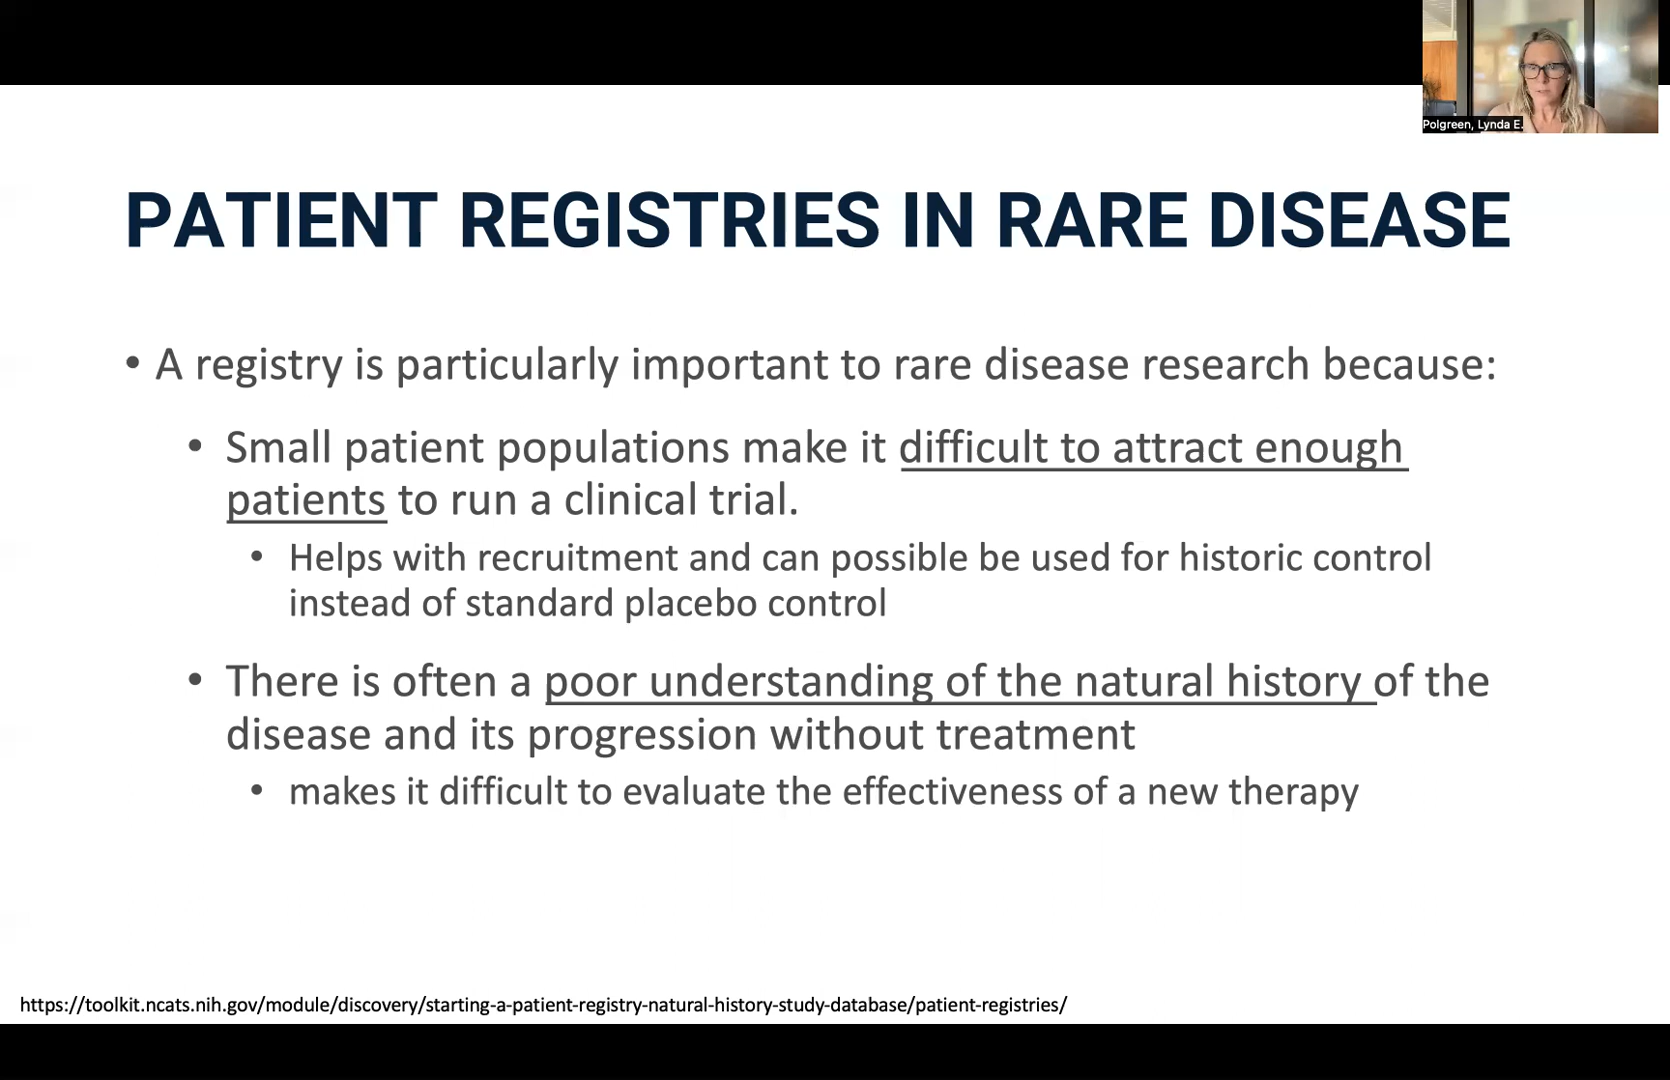 Polgreen, Lynda E.
PATIENT REGISTRIES IN RARE DISEASE
• A registry is particularly important to rare disease research because:
• Small patient populations make it difficult to attract enough
patients to run a clinical trial.
• Helps with recruitment and can possible be used for historic control
instead of standard placebo control
• There is often a poor understanding of the natural history of the
disease and its progression without treatment
• makes it difficult to evaluate the effectiveness of a new therapy
https://toolkit.ncats.nih.gov/module/discovery/starting-a-patient-registry-natural-history-study-database/patient-registries/